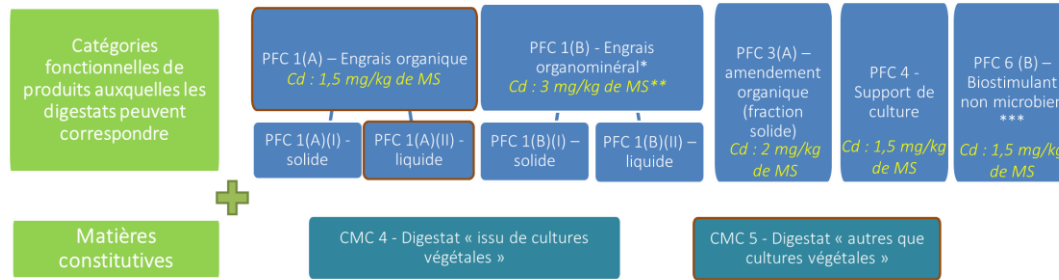 Catégories
fonctionnelles de
produits auxquelles les
digestats peuvent
correspondre
PFC 1(A) – Engrais organique
Cd : 1,5 mg/kg de MS
PFC 1(A)(I) -
solide
PFC 1(A)(II) -
liquide
PFC 1(B) - Engrais
organominéral*
Cd : 3 mg/kg de MS**
PFC 1(B)(I) –
solide
PFC 1(B)(II) –
liquide
PFC 3(A) –
amendement
organique
(fraction
solide)
Cd : 2 mg/kg
de MS
PFC 4 -
Support de
culture
Cd : 1,5 mg/kg
de MS
PFC 6 (B) –
Biostimulant
non microbien
***
Cd : 1,5 mg/kg
de MS
Matières
constitutives
CMC 4 - Digestat « issu de cultures
végétales »
CMC 5 - Digestat « autres que
cultures végétales »